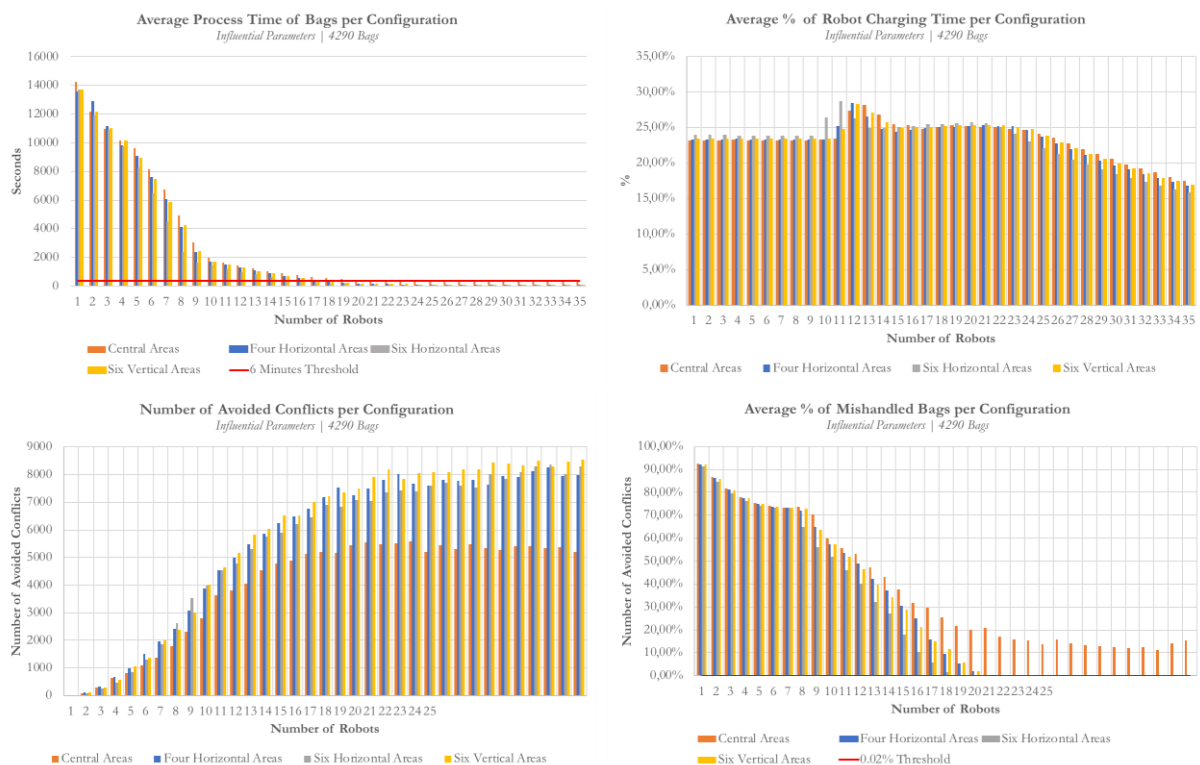 Average Process Time of Bags per Configuration
Influential Parameters | 4290 Bags
16000
14000
12000
10000
8000
6000
4000
2000
0
Seconds
1 2 3 4 5 6 7 8 9 10 11 12 13 14 15 16 17 18 19 20 21 22 23 24 25 26 27 28 29 30 31 32 33 34 35
Number of Robots
Central Areas Four Horizontal Areas Six Horizontal Areas
Six Vertical Areas 6 Minutes Threshold
Average % of Robot Charging Time per Configuration
Influential Parameters | 4290 Bags
35,00%
30,00%
25,00%
20,00%
15,00%
10,00%
5,00%
0,00%
%
1 2 3 4 5 6 7 8 9 10 11 12 13 14 15 16 17 18 19 20 21 22 23 24 25 26 27 28 29 30 31 32 33 34 35
Number of Robots
Central Areas Four Horizontal Areas Six Horizontal Areas Six Vertical Areas
Number of Avoided Conflicts per Configuration
Influential Parameters | 4290 Bags
9000
8000
7000
6000
5000
4000
3000
2000
1000
0
Number of Avoided Conflicts
1 2 3 4 5 6 7 8 9 10 11 12 13 14 15 16 17 18 19 20 21 22 23 24 25
Number of Robots
Central Areas Four Horizontal Areas Six Horizontal Areas Six Vertical Areas
Average % of Mishandled Bags per Configuration
Influential Parameters | 4290 Bags
100,00%
90,00%
80,00%
70,00%
60,00%
50,00%
40,00%
30,00%
20,00%
10,00%
0,00%
Number of Avoided Conflicts
1 2 3 4 5 6 7 8 9 10 11 12 13 14 15 16 17 18 19 20 21 22 23 24 25
Number of Robots
Central Areas Four Horizontal Areas Six Horizontal Areas
Six Vertical Areas 0.02% Threshold